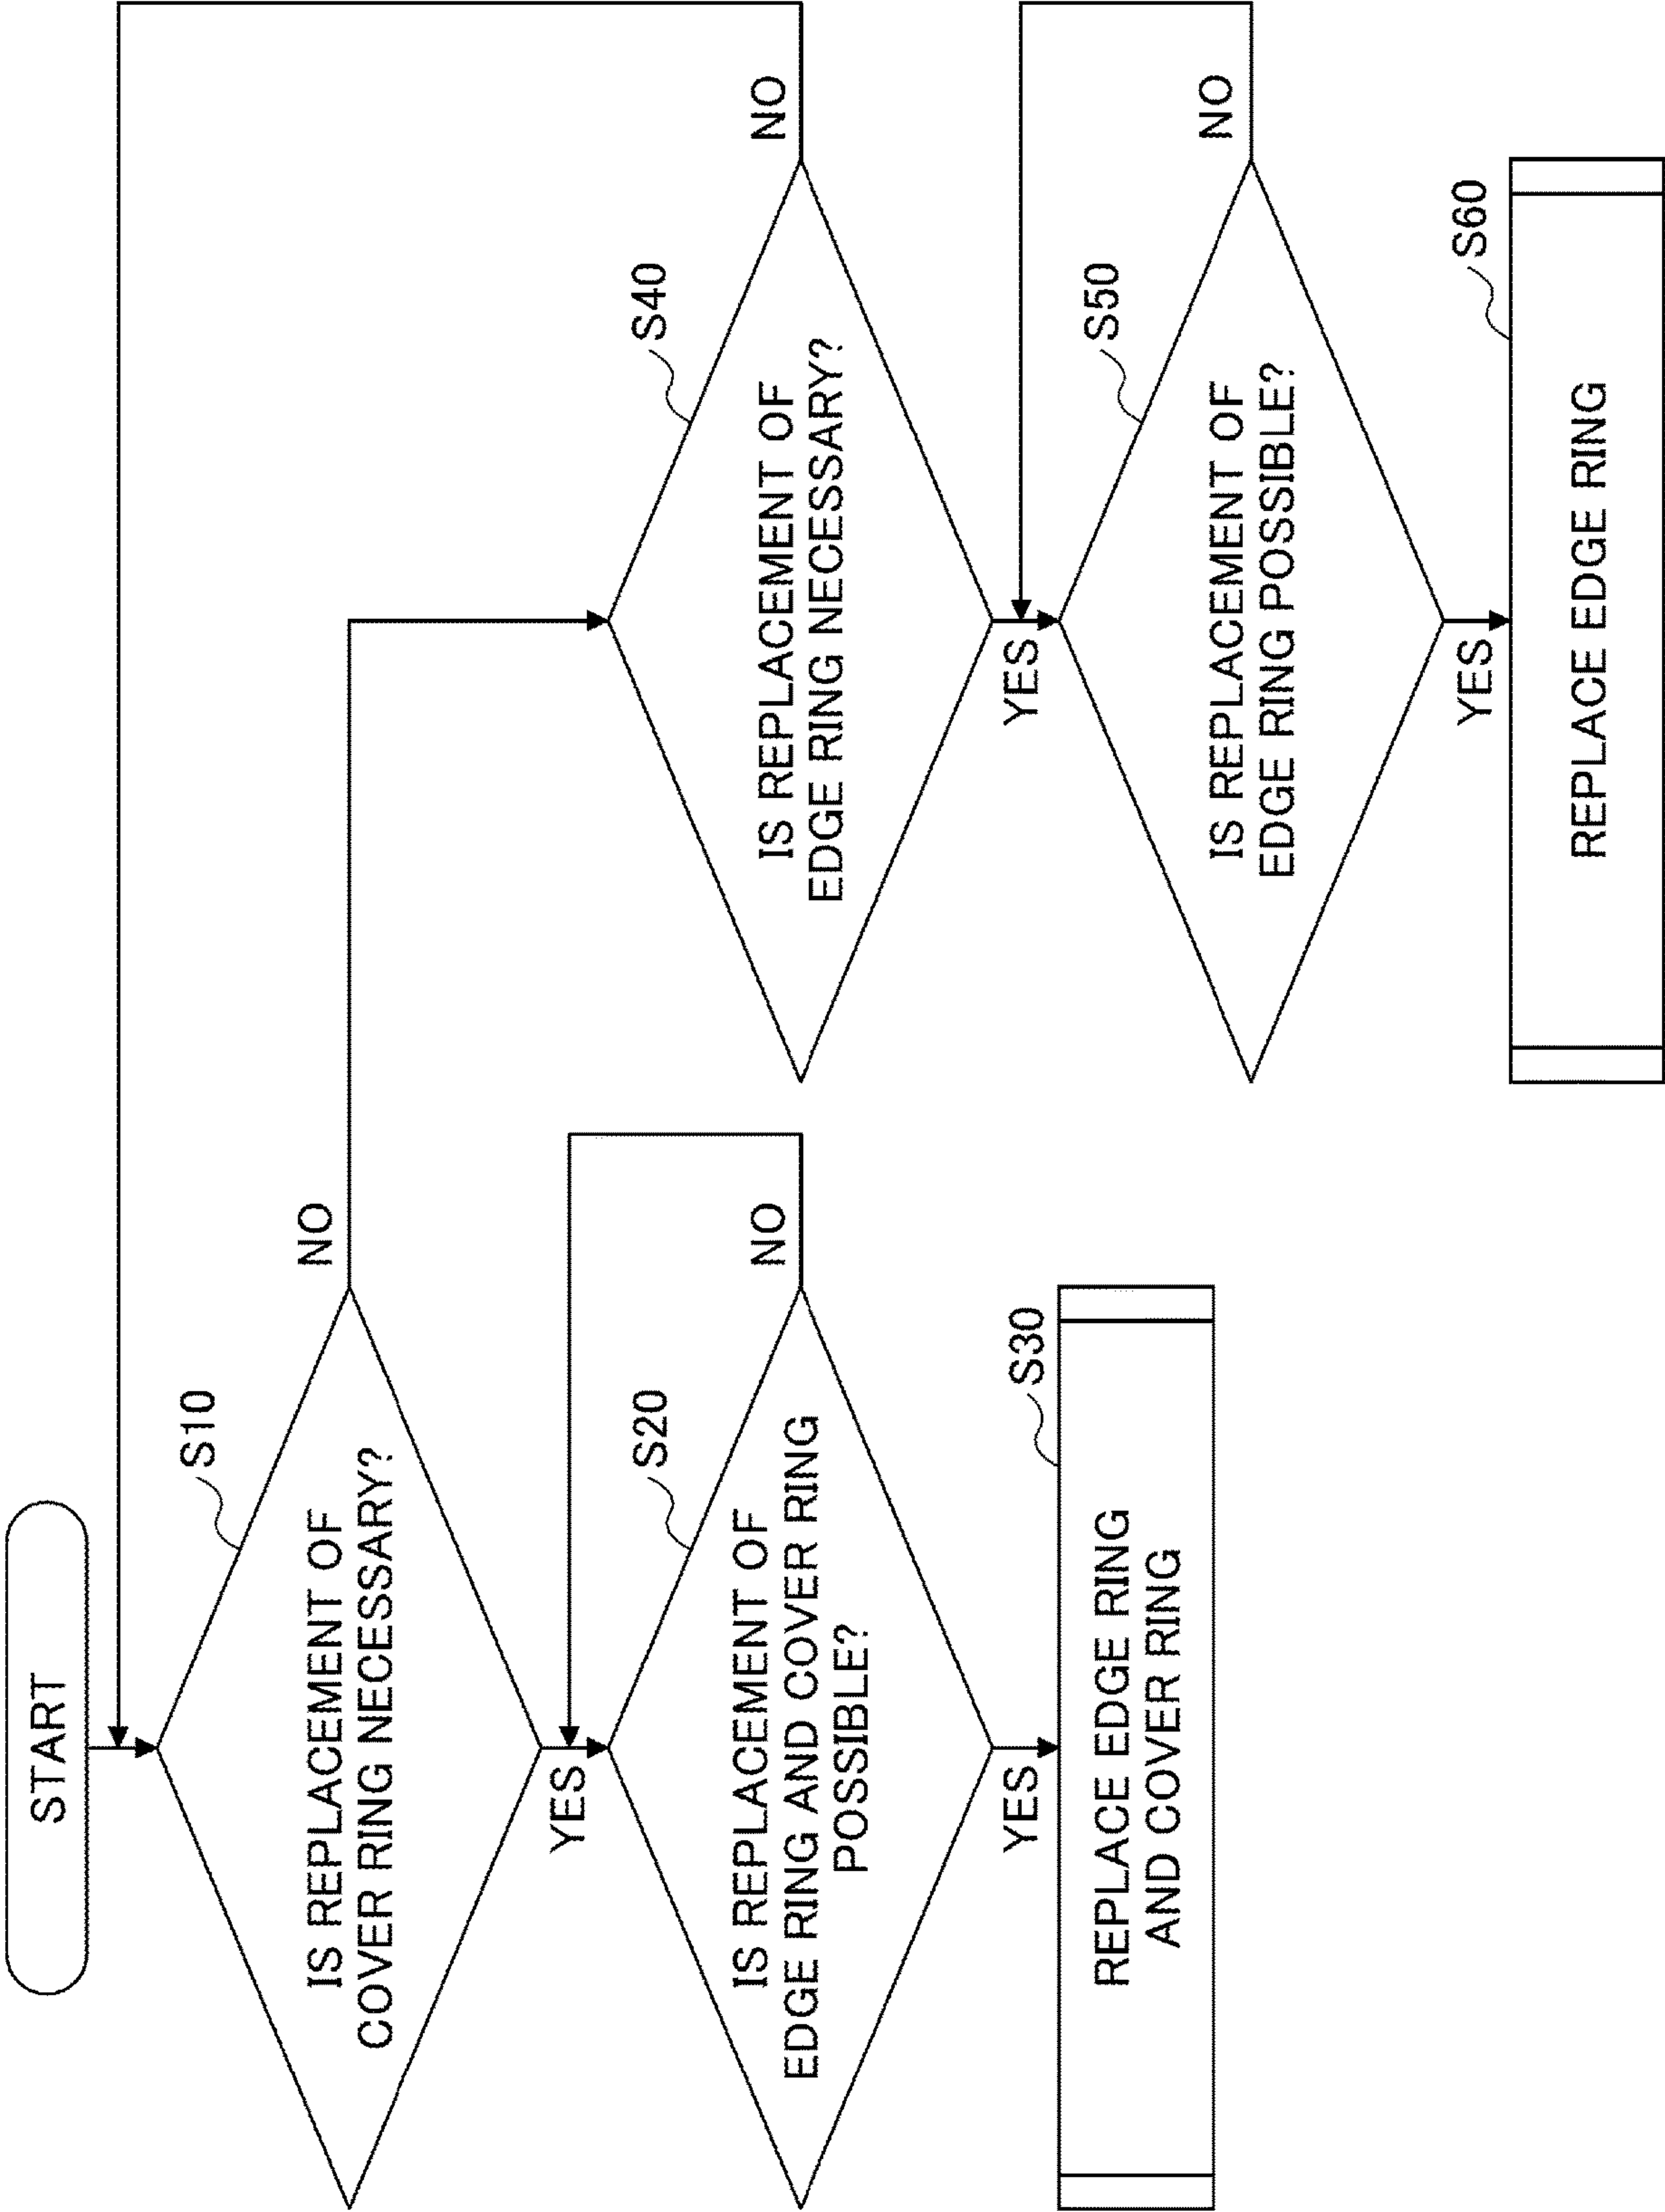 START
S10
IS REPLACEMENT OF
COVER RING NECESSARY?
NO
YES
S20
IS REPLACEMENT OF
EDGE RING AND COVER RING
POSSIBLE?
NO
YES
S30
REPLACE EDGE RING
AND COVER RING
S40
IS REPLACEMENT OF
EDGE RING NECESSARY?
NO
YES
S50
IS REPLACEMENT OF
EDGE RING POSSIBLE?
NO
YES
S60
REPLACE EDGE RING